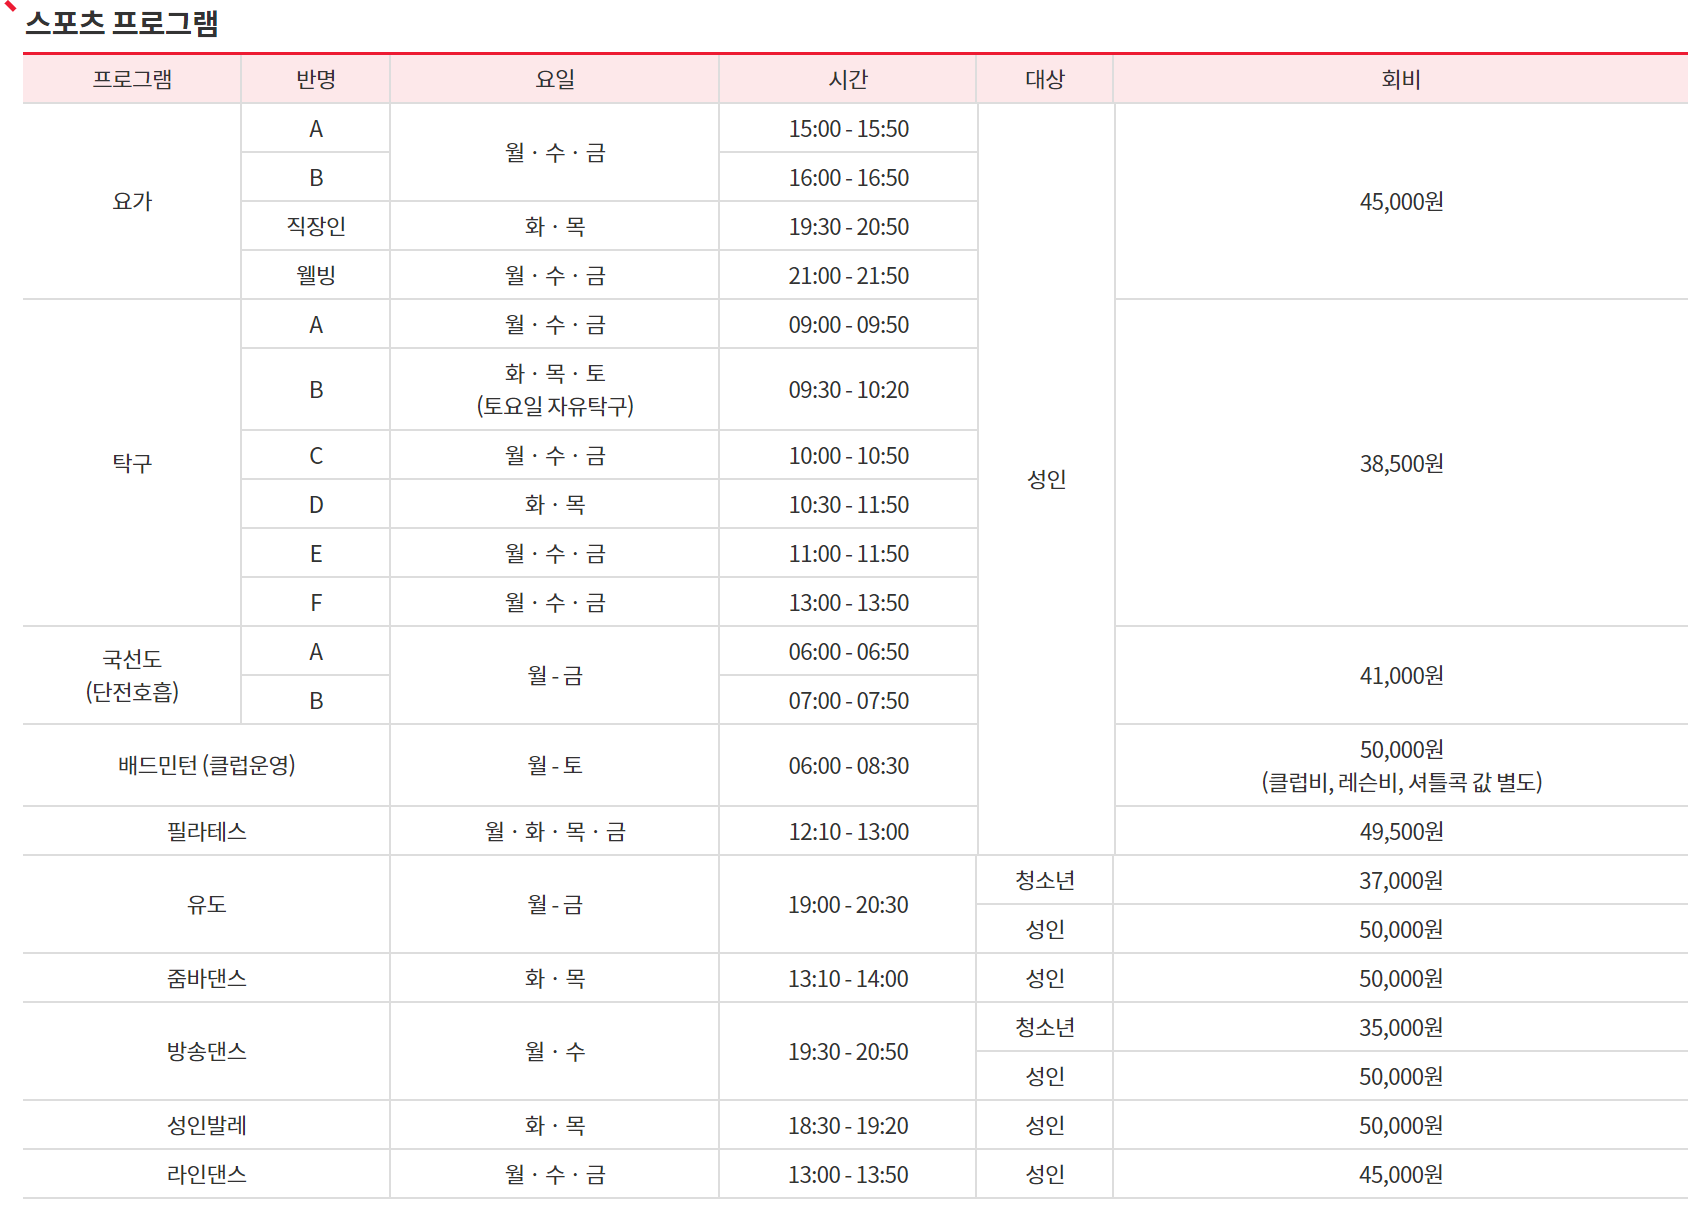 스포츠 프로그램
프로그램 반명 요일 시간 대상 회비
요가 A 월 · 수 · 금 15:00 - 15:50 성인 45,000원
B 16:00 - 16:50
직장인 화 · 목 19:30 - 20:50
웰빙 월 · 수 · 금 21:00 - 21:50
탁구 A 월 · 수 · 금 09:00 - 09:50 38,500원
B 화 · 목 · 토 09:30 - 10:20
(토요일 자유탁구)
C 월 · 수 · 금 10:00 - 10:50
D 화 · 목 10:30 - 11:50
E 월 · 수 · 금 11:00 - 11:50
F 월 · 수 · 금 13:00 - 13:50
국선도 A 월 - 금 06:00 - 06:50 41,000원
(단전호흡) B 07:00 - 07:50
배드민턴 (클럽운영) 월 - 토 06:00 - 08:30 50,000원
(클럽비, 레슨비, 셔틀콕 값 별도)
필라테스 월 · 화 · 목 · 금 12:10 - 13:00 49,500원
유도 월 - 금 19:00 - 20:30 청소년 37,000원
성인 50,000원
줌바댄스 화 · 목 13:10 - 14:00 성인 50,000원
방송댄스 월 · 수 19:30 - 20:50 청소년 35,000원
성인 50,000원
성인발레 화 · 목 18:30 - 19:20 성인 50,000원
라인댄스 월 · 수 · 금 13:00 - 13:50 성인 45,000원